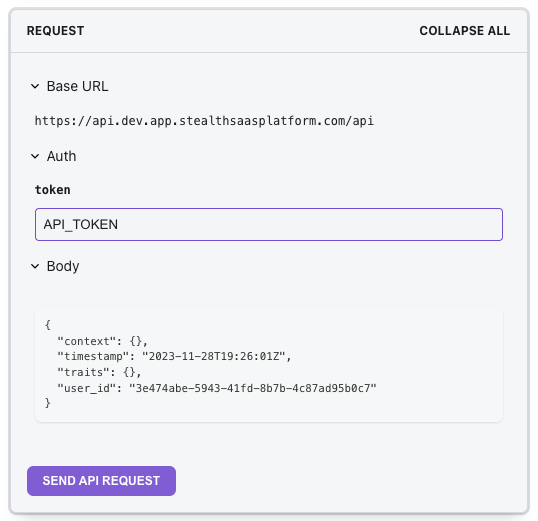 REQUEST
COLLAPSE ALL
Base URL
https://api.dev.app.stealthsaasplatform.com/api
Auth
token
API_TOKEN
Body
{
  "context": {},
  "timestamp": "2023-11-28T19:26:01Z",
  "traits": {},
  "user_id": "3e474abe-5943-41fd-8b7b-4c87ad95b0c7"
}
SEND API REQUEST